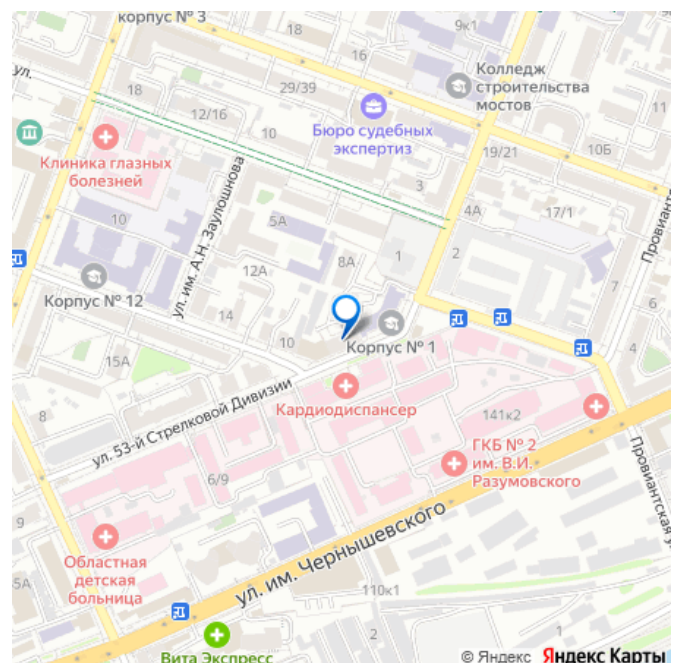 корпус № 3
18
9к1
16
Колледж
строительства
мостов
ул.
18
29/39
11
12/16
Бюро судебных
экспертиз
10
19/21
10Б
Клиника глазных
болезней
3
ул. им. А.Н. Заулошнова
5А
4А
17/1
10
Провиантска
8А
1
2
12А
7
Корпус № 12
14
6
10
Корпус № 1
4
15А
Кардиодиспансер
8
ул. 53-й Стрелковой Дивизии
141к2
ГКБ № 2
им. В.И.
Разумовского
6/9
Провиантская у
9
ул. им. Чернышевского
Областная
детская
больница
5А
110к1
2
Вита Экспресс
© Яндекс Яндекс Карты